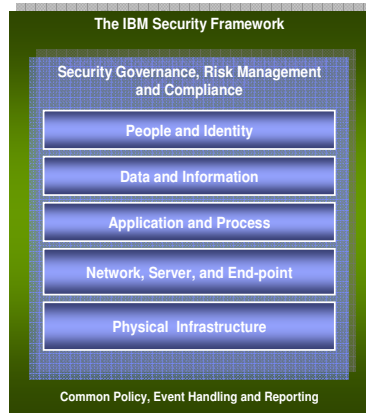 The IBM Security Framework
Security Governance, Risk Management
and Compliance
People and Identity
Data and Information
Application and Process
Network, Server, and End-point
Physical Infrastructure
Common Policy, Event Handling and Reporting